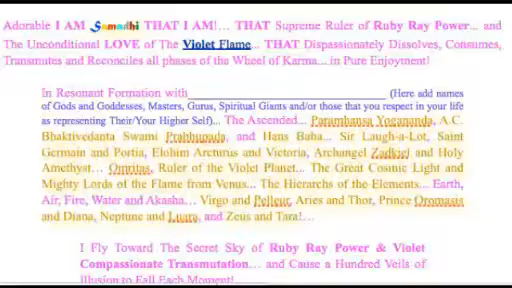 Adorable I AM Samadhi THAT I AM!... THAT Supreme Ruler of Ruby Ray Power... and
The Unconditional LOVE of The Violet Flame... THAT Dispassionately Dissolves, Consumes,
Transmutes and Reconciles all phases of the Wheel of Karma... in Pure Enjoyment!
In Resonant Formation with____________________________________ (Here add names
of Gods and Goddesses, Masters, Gurus, Spiritual Giants and/or those that you respect in your life
as representing Their/Your Higher Self)... The Ascended... Paramhansa Yogananda, A.C.
Bhaktivedanta Swami Prabhupada, and Hans Baba... Sir Laugh-a-Lot, Saint
Germain and Portia, Elohim Arcturus and Victoria, Archangel Zadkiel and Holy
Amethyst... Omritas, Ruler of the Violet Planet... The Great Cosmic Light and
Mighty Lords of the Flame from Venus... The Hierarchs of the Elements... Earth,
Air, Fire, Water and Akasha... Virgo and Pelleur, Aries and Thor, Prince Oromasis
and Diana, Neptune and Luara, and Zeus and Tara!...
I Fly Toward The Secret Sky of Ruby Ray Power & Violet
Compassionate Transmutation... and Cause a Hundred Veils of
Illusion to Fall Each Moment!